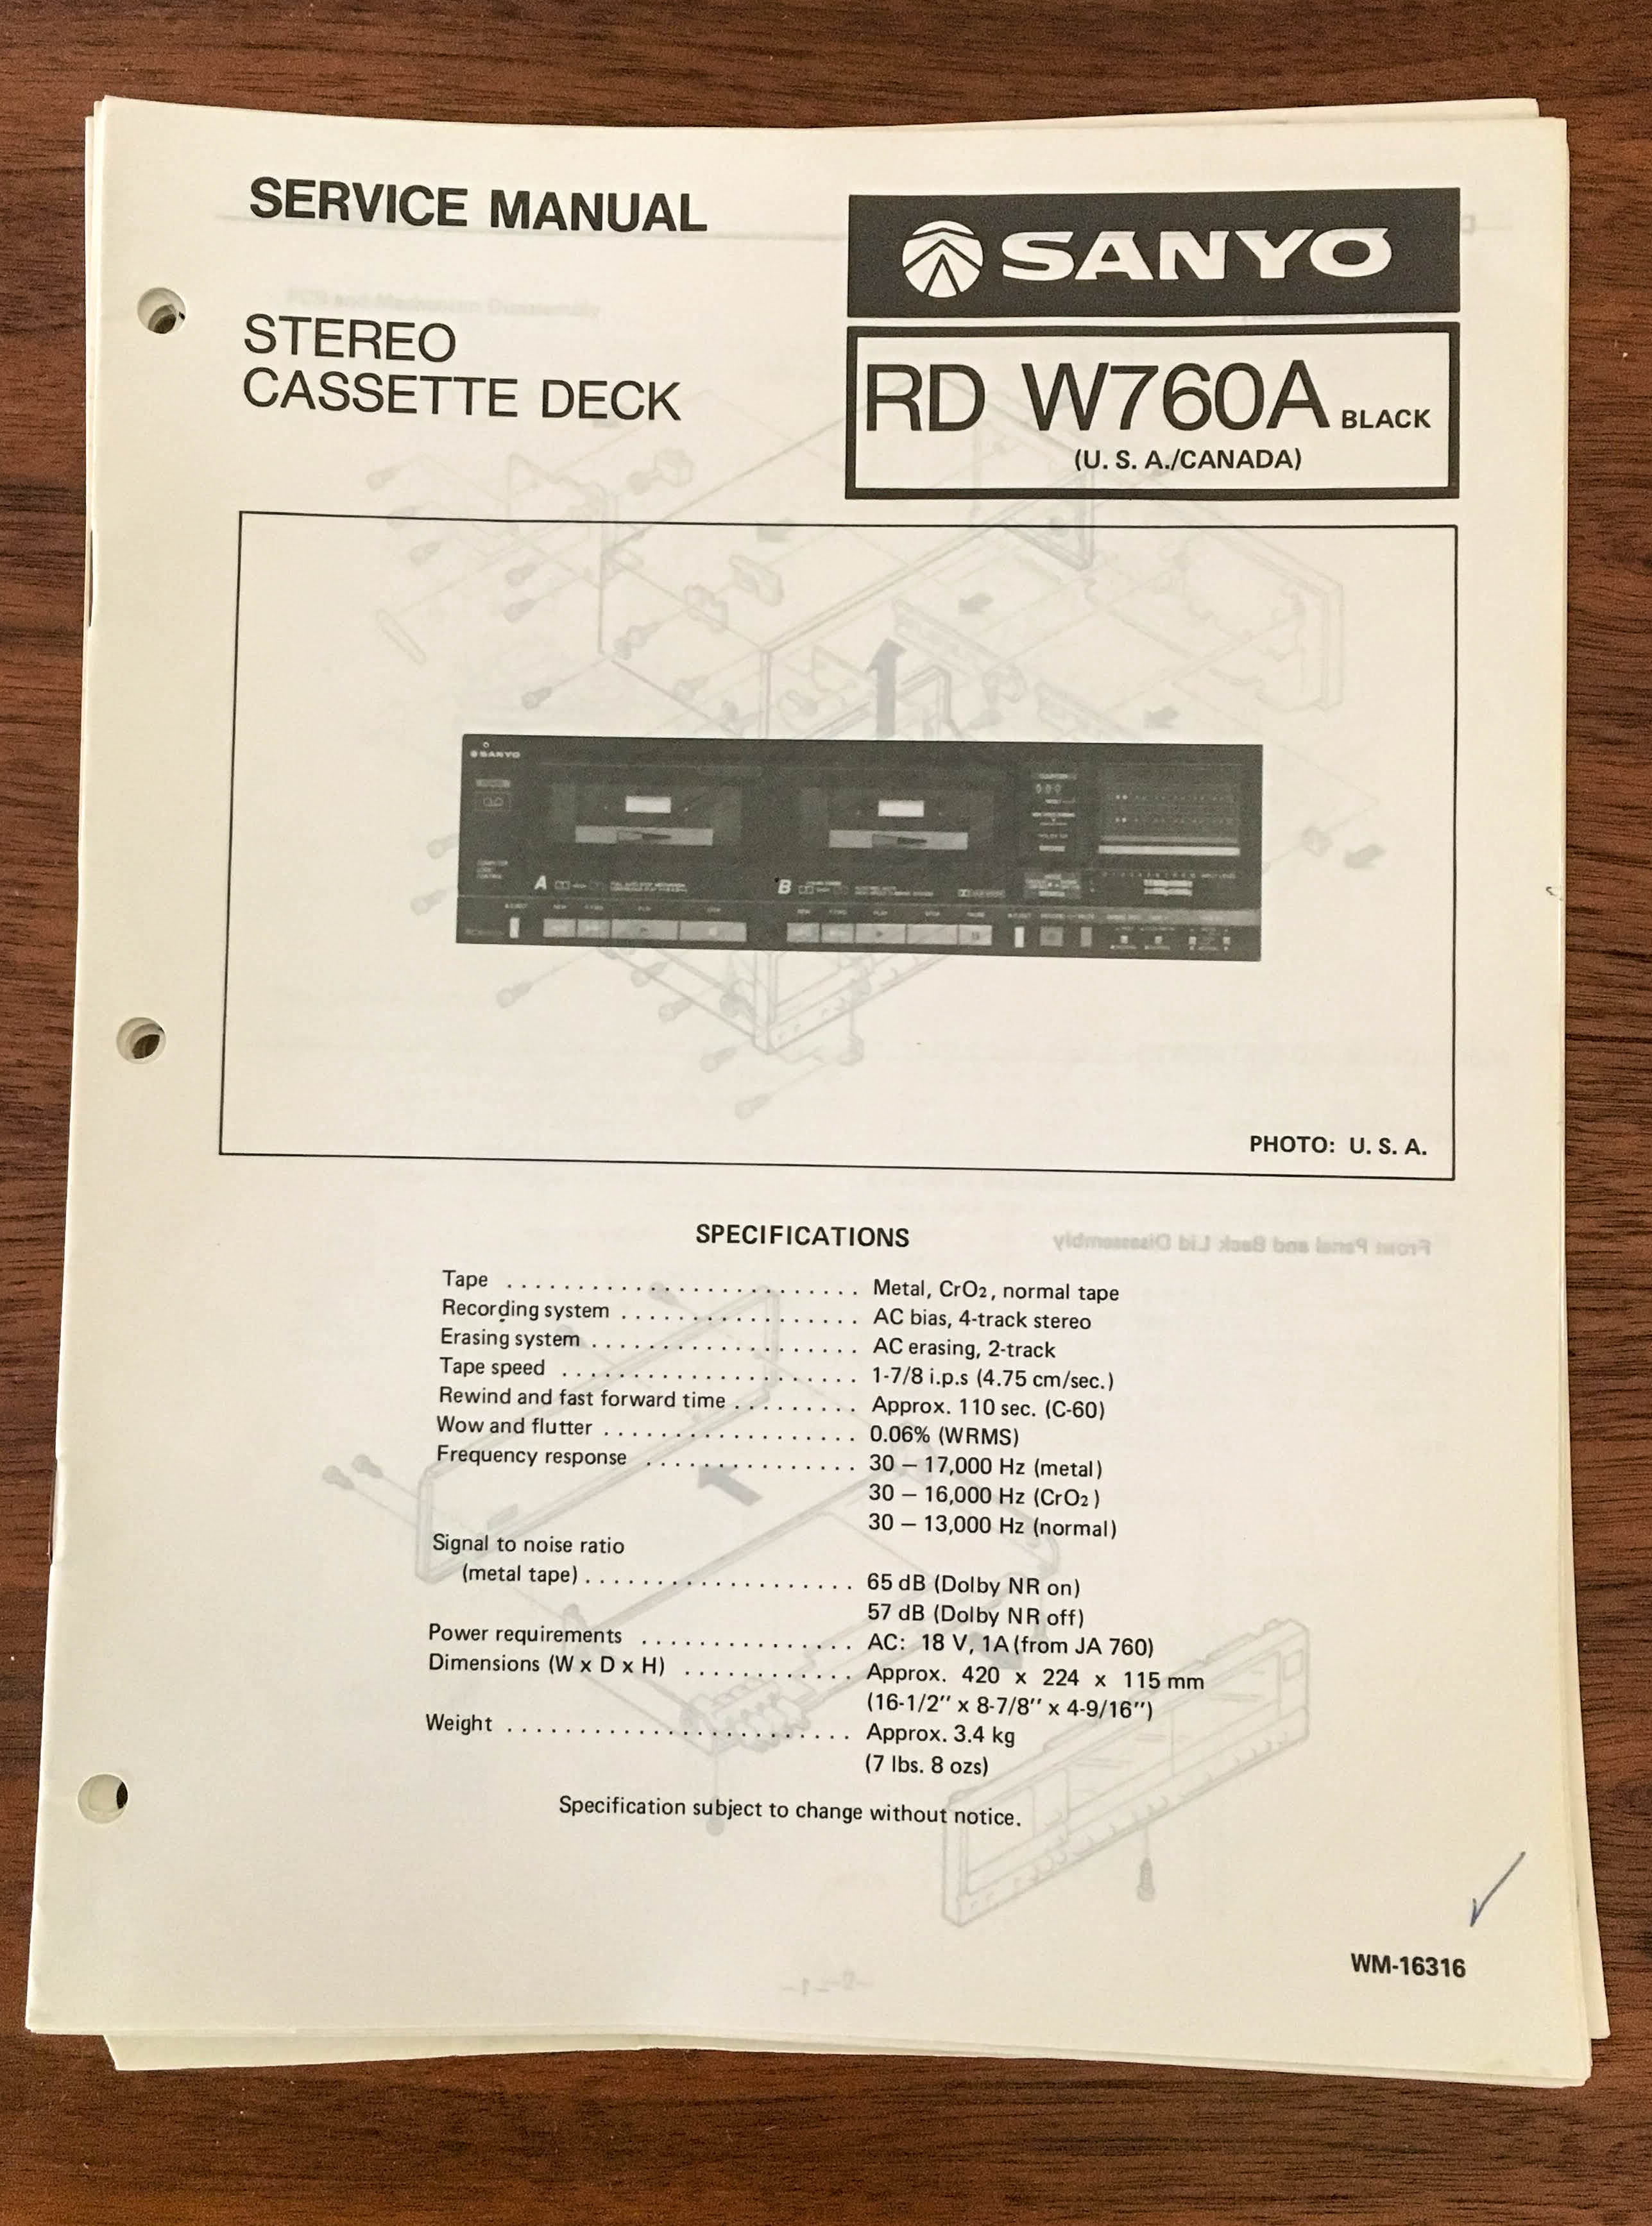 SERVICE MANUAL
STEREO
CASSETTE DECK
SANYO
RD W760A BLACK
(U. S. A./CANADA)
SANYO
A
B
PHOTO: U. S. A.
SPECIFICATIONS
Tape . . . . . . . . . . . . . . . . . . . . . . . . . Metal, CrO2, normal tape
Recording system . . . . . . . . . . . . . . . . . AC bias, 4-track stereo
Erasing system . . . . . . . . . . . . . . . . . . . AC erasing, 2-track
Tape speed . . . . . . . . . . . . . . . . . . . . . 1-7/8 i.p.s (4.75 cm/sec.)
Rewind and fast forward time . . . . . . . . . Approx. 110 sec. (C-60)
Wow and flutter . . . . . . . . . . . . . . . . . . 0.06% (WRMS)
Frequency response . . . . . . . . . . . . . . . 30 – 17,000 Hz (metal)
30 – 16,000 Hz (CrO2)
30 – 13,000 Hz (normal)
Signal to noise ratio
(metal tape) . . . . . . . . . . . . . . . . . . . 65 dB (Dolby NR on)
57 dB (Dolby NR off)
Power requirements . . . . . . . . . . . . . . . AC: 18 V, 1A (from JA 760)
Dimensions (W x D x H) . . . . . . . . . . . . Approx. 420 x 224 x 115 mm
(16-1/2" x 8-7/8" x 4-9/16")
Weight . . . . . . . . . . . . . . . . . . . . . . . . Approx. 3.4 kg
(7 lbs. 8 ozs)
Specification subject to change without notice.
WM-16316